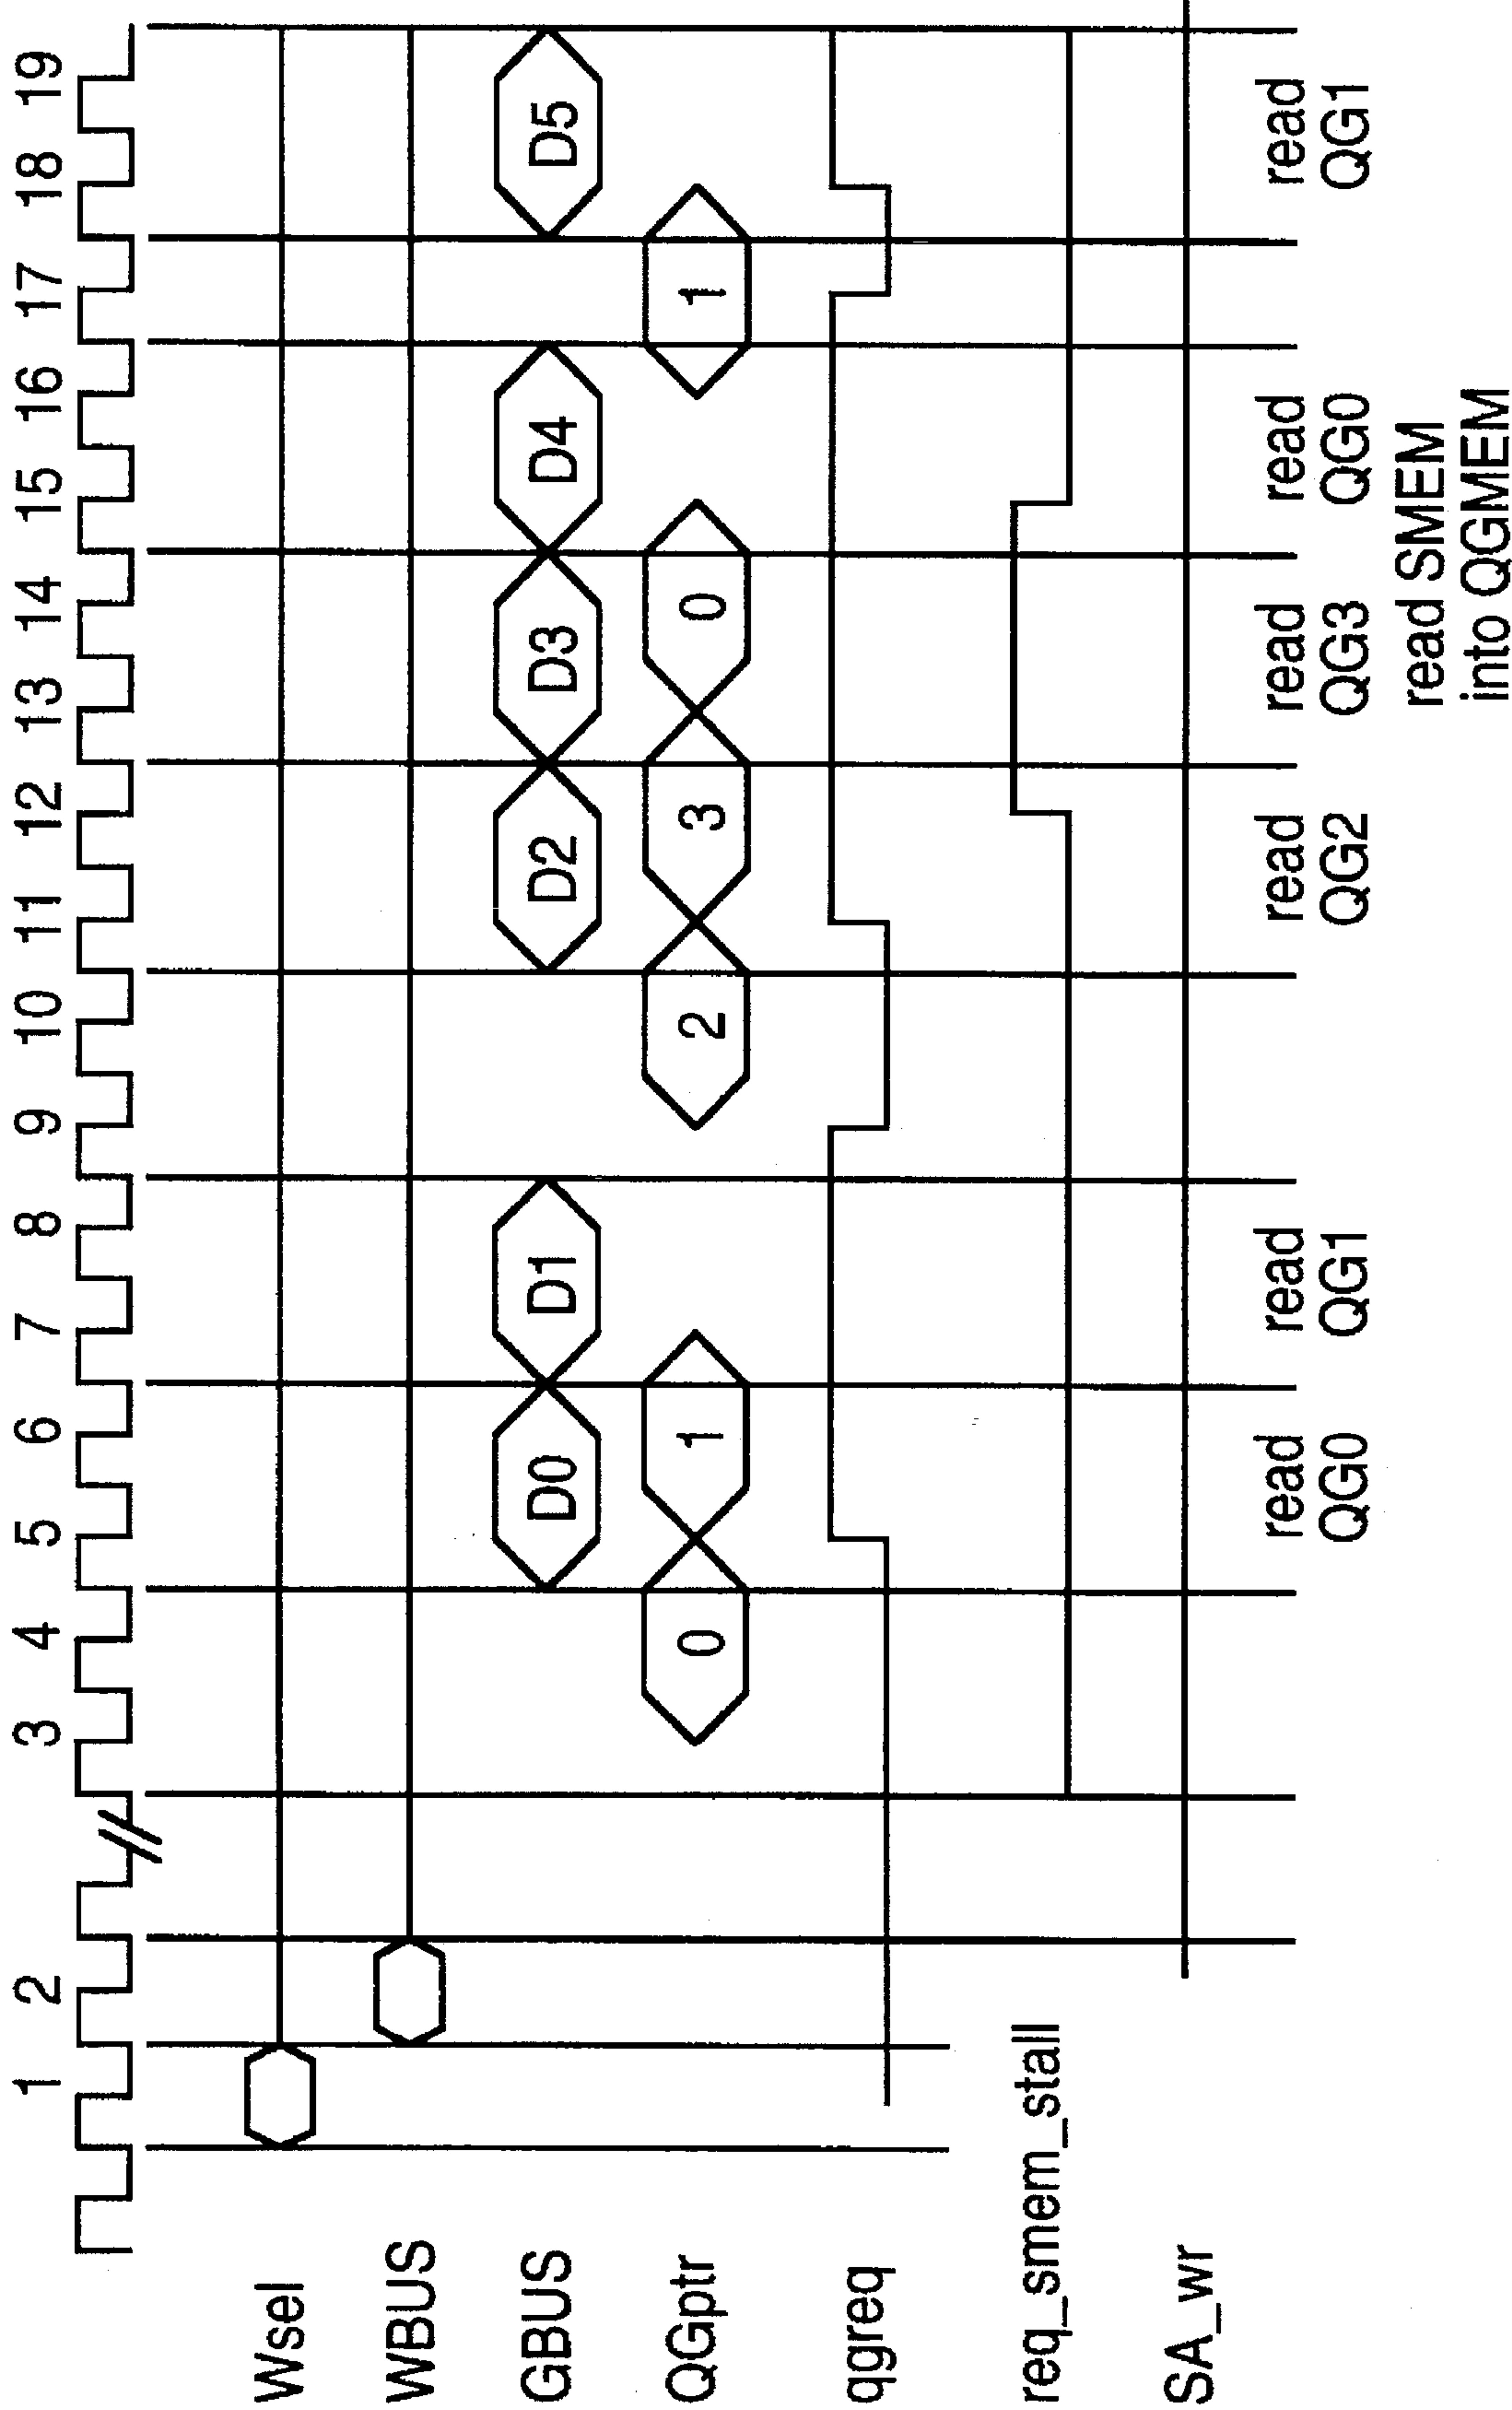 1 2 3 4 5 6 7 8 9 10 11 12 13 14 15 16 17 18 19
Wsel
WBUS
GBUS D0 D1 D2 D3 D4 D5
QGptr 0 1 2 3 0 1
qgreq
req_smem_stall
SA_wr
read read read read read read
QG0 QG1 QG2 QG3 QG0 QG1
read SMEM
into QGMEM